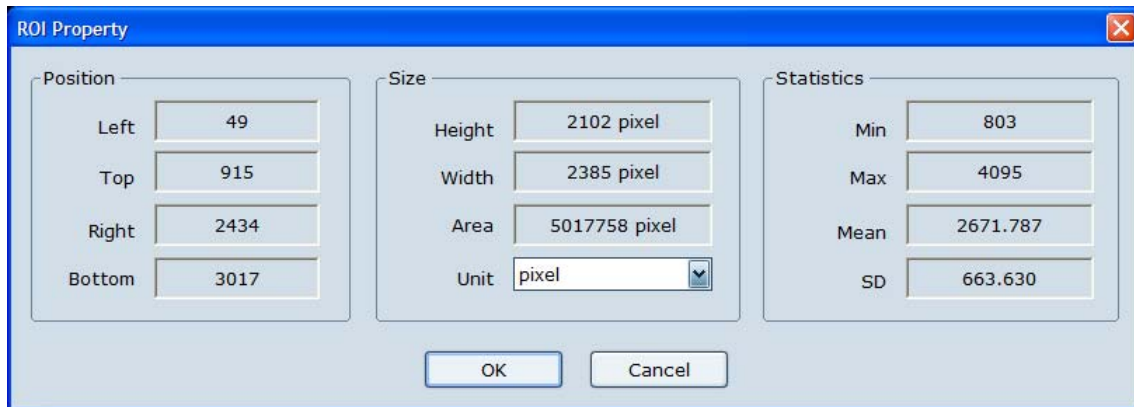 ROI Property
Position
Left 49
Top 915
Right 2434
Bottom 3017
Size
Height 2102 pixel
Width 2385 pixel
Area 5017758 pixel
Unit pixel
Statistics
Min 803
Max 4095
Mean 2671.787
SD 663.630
OK Cancel